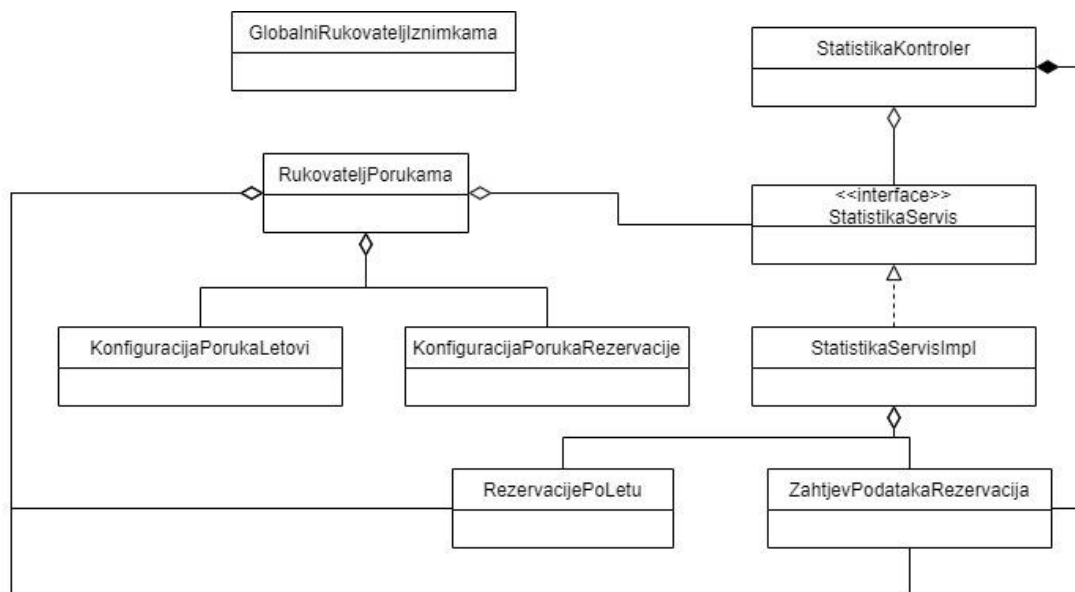 GlobalniRukovateljIznimkama
StatistikaKontroler
RukovateljPorukama
<<interface>>
StatistikaServis
KonfiguracijaPorukaLetovi
KonfiguracijaPorukaRezervacije
StatistikaServisImpl
RezervacijePoLetu
ZahtjevPodatakaRezervacija